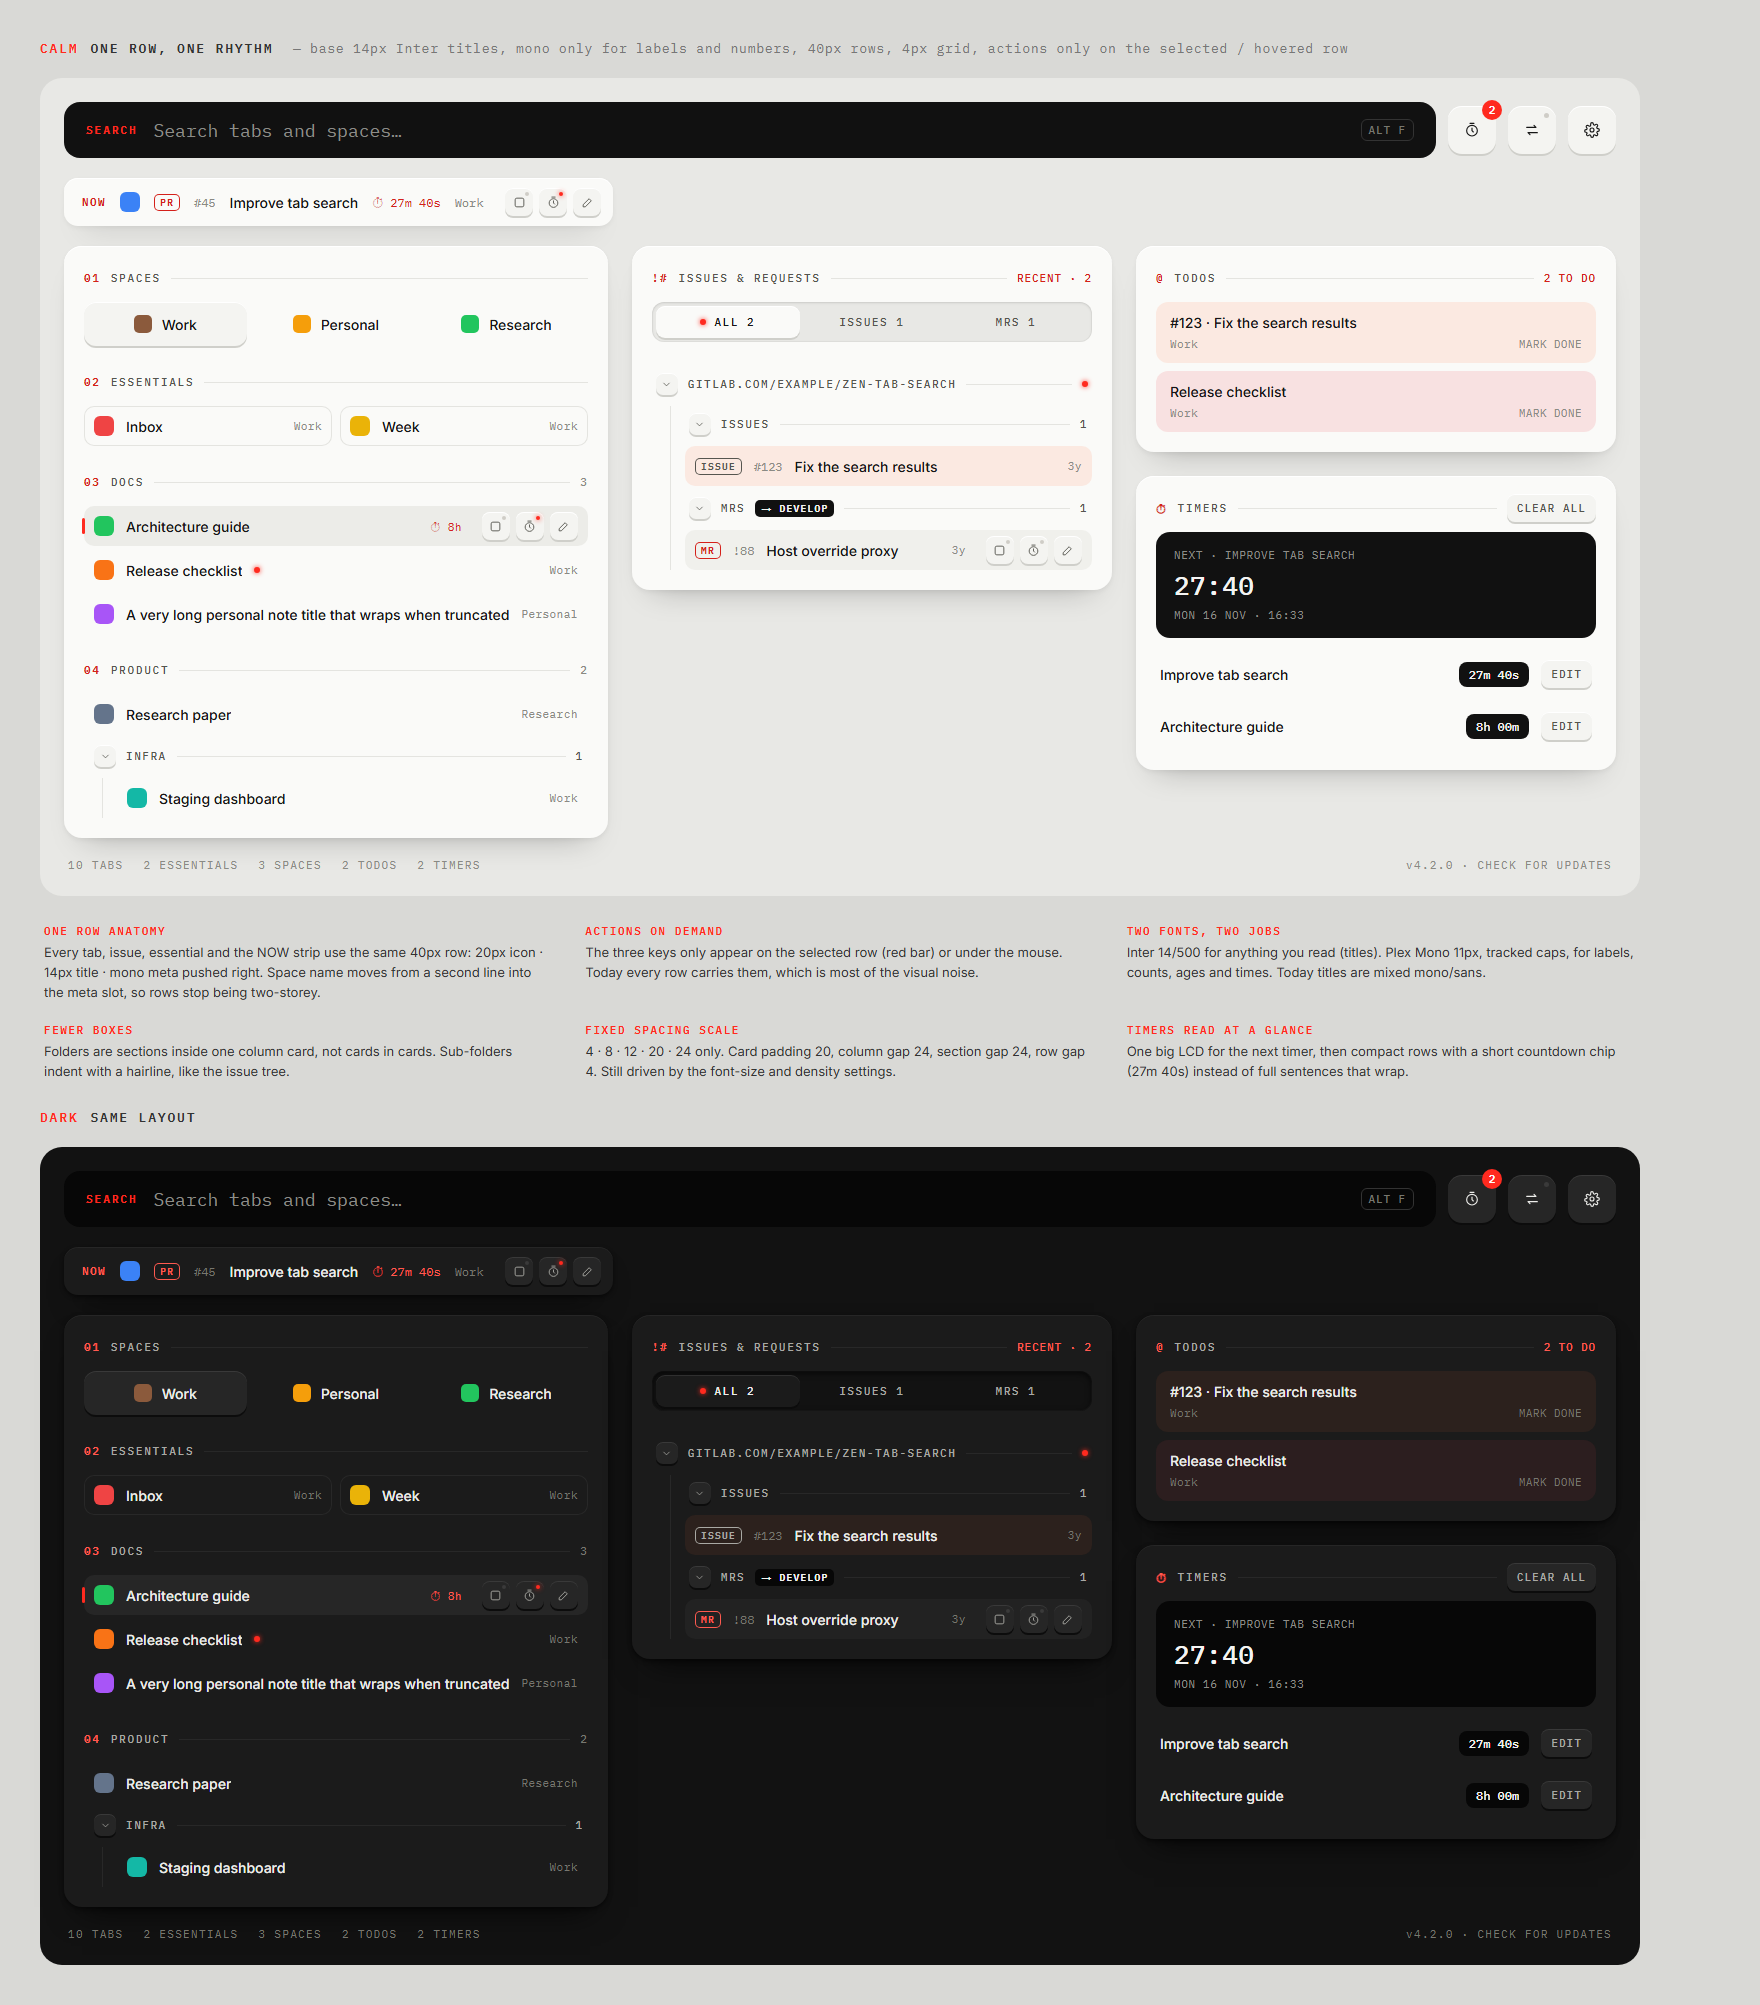 CALM ONE ROW, ONE RHYTHM — base 14px Inter titles, mono only for labels and numbers, 40px rows, 4px grid, actions only on the selected / hovered row
SEARCH Search tabs and spaces… ALT F
2
NOW PR #45 Improve tab search 27m 40s Work
01 SPACES
Work Personal Research
02 ESSENTIALS
Inbox Work Week Work
03 DOCS 3
Architecture guide 8h
Release checklist Work
A very long personal note title that wraps when truncated Personal
04 PRODUCT 2
Research paper Research
INFRA 1
Staging dashboard Work
!# ISSUES & REQUESTS RECENT · 2
ALL 2 ISSUES 1 MRS 1
GITLAB.COM/EXAMPLE/ZEN-TAB-SEARCH
ISSUES 1
ISSUE #123 Fix the search results 3y
MRS → DEVELOP 1
MR !88 Host override proxy 3y
@ TODOS 2 TO DO
#123 · Fix the search results
Work MARK DONE
Release checklist
Work MARK DONE
TIMERS CLEAR ALL
NEXT · IMPROVE TAB SEARCH
27:40
MON 16 NOV · 16:33
Improve tab search 27m 40s EDIT
Architecture guide 8h 00m EDIT
10 TABS 2 ESSENTIALS 3 SPACES 2 TODOS 2 TIMERS v4.2.0 · CHECK FOR UPDATES
ONE ROW ANATOMY
Every tab, issue, essential and the NOW strip use the same 40px row: 20px icon ·
14px title · mono meta pushed right. Space name moves from a second line into
the meta slot, so rows stop being two-storey.
ACTIONS ON DEMAND
The three keys only appear on the selected row (red bar) or under the mouse.
Today every row carries them, which is most of the visual noise.
TWO FONTS, TWO JOBS
Inter 14/500 for anything you read (titles). Plex Mono 11px, tracked caps, for labels,
counts, ages and times. Today titles are mixed mono/sans.
FEWER BOXES
Folders are sections inside one column card, not cards in cards. Sub-folders
indent with a hairline, like the issue tree.
FIXED SPACING SCALE
4 · 8 · 12 · 20 · 24 only. Card padding 20, column gap 24, section gap 24, row gap
4. Still driven by the font-size and density settings.
TIMERS READ AT A GLANCE
One big LCD for the next timer, then compact rows with a short countdown chip
(27m 40s) instead of full sentences that wrap.
DARK SAME LAYOUT
SEARCH Search tabs and spaces… ALT F
2
NOW PR #45 Improve tab search 27m 40s Work
01 SPACES
Work Personal Research
02 ESSENTIALS
Inbox Work Week Work
03 DOCS 3
Architecture guide 8h
Release checklist Work
A very long personal note title that wraps when truncated Personal
04 PRODUCT 2
Research paper Research
INFRA 1
Staging dashboard Work
!# ISSUES & REQUESTS RECENT · 2
ALL 2 ISSUES 1 MRS 1
GITLAB.COM/EXAMPLE/ZEN-TAB-SEARCH
ISSUES 1
ISSUE #123 Fix the search results 3y
MRS → DEVELOP 1
MR !88 Host override proxy 3y
@ TODOS 2 TO DO
#123 · Fix the search results
Work MARK DONE
Release checklist
Work MARK DONE
TIMERS CLEAR ALL
NEXT · IMPROVE TAB SEARCH
27:40
MON 16 NOV · 16:33
Improve tab search 27m 40s EDIT
Architecture guide 8h 00m EDIT
10 TABS 2 ESSENTIALS 3 SPACES 2 TODOS 2 TIMERS v4.2.0 · CHECK FOR UPDATES